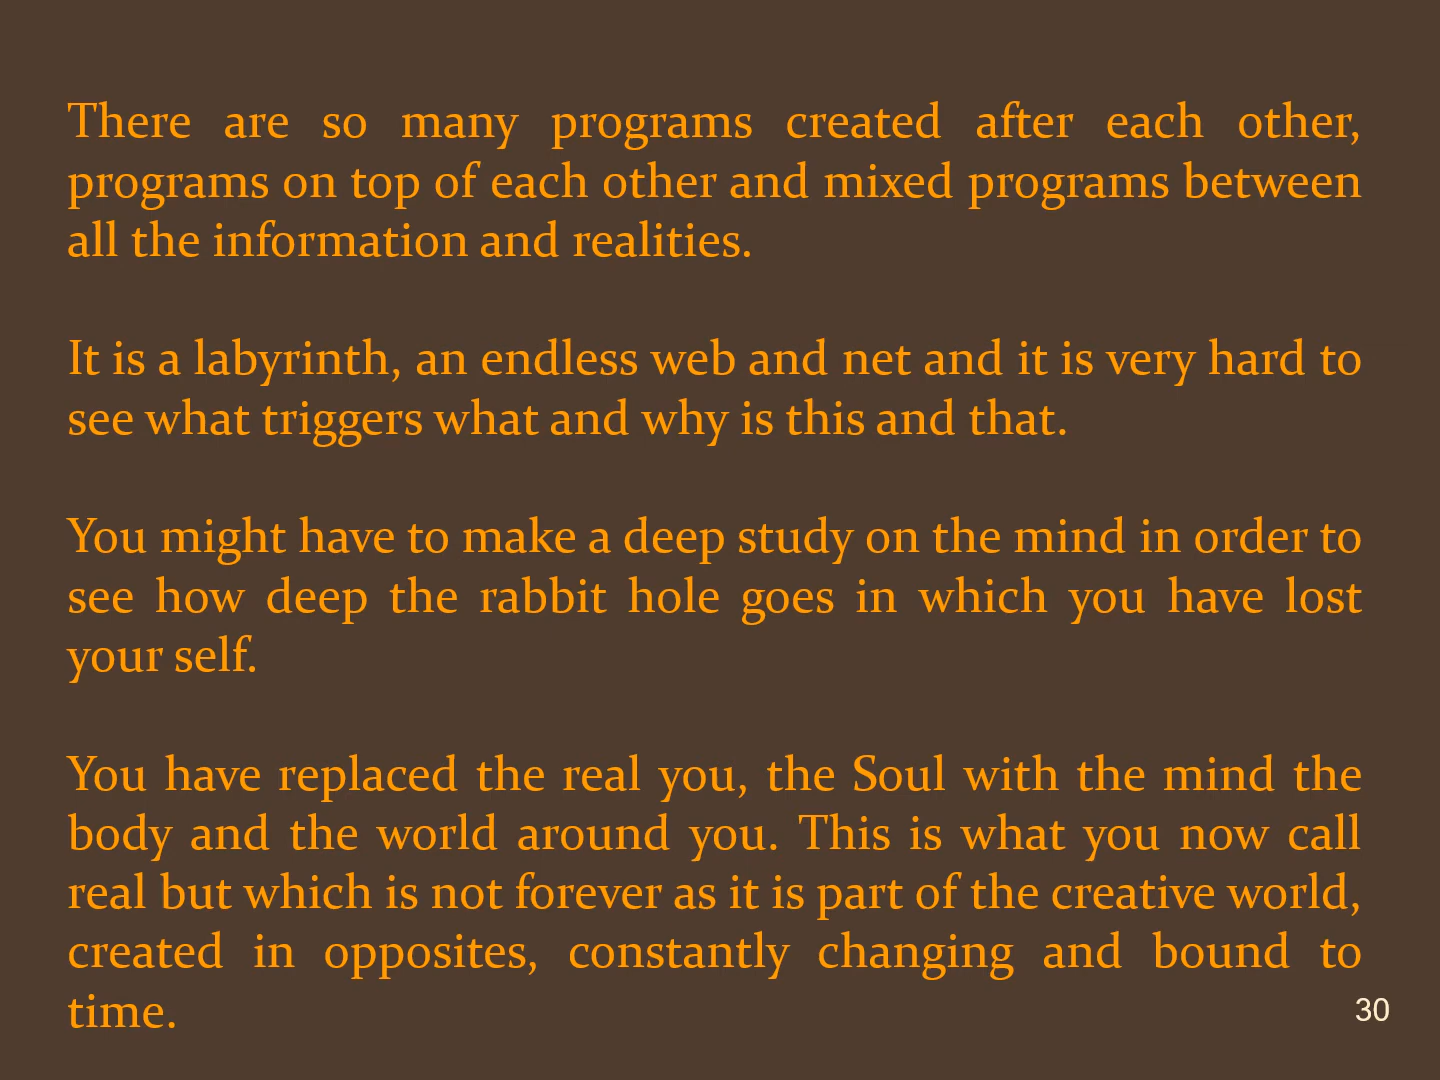 There are so many programs created after each other,
programs on top of each other and mixed programs between
all the information and realities.
It is a labyrinth, an endless web and net and it is very hard to
see what triggers what and why is this and that.
You might have to make a deep study on the mind in order to
see how deep the rabbit hole goes in which you have lost
your self.
You have replaced the real you, the Soul with the mind the
body and the world around you. This is what you now call
real but which is not forever as it is part of the creative world,
created in opposites, constantly changing and bound to
time.
30